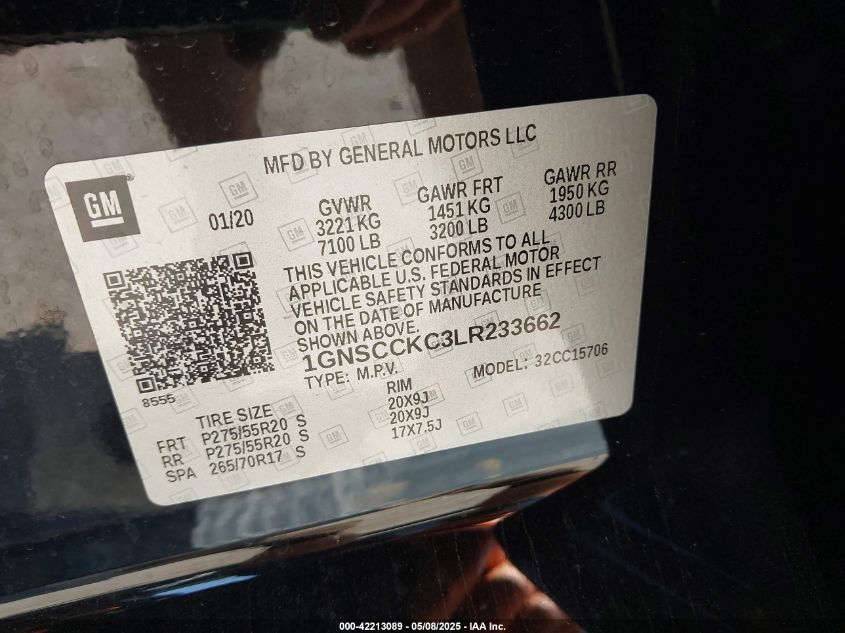 MFD BY GENERAL MOTORS LLC
GM
01/20
GVWR
3221 KG
7100 LB
GAWR FRT
1451 KG
3200 LB
GAWR RR
1950 KG
4300 LB
THIS VEHICLE CONFORMS TO ALL
APPLICABLE U.S. FEDERAL MOTOR
VEHICLE SAFETY STANDARDS IN EFFECT
ON THE DATE OF MANUFACTURE
SHOWN ABOVE.
1GNSCCKC3LR233662
TYPE: M.P.V. MODEL: 32CC15706
8555
TIRE SIZE RIM
FRT P275/55R20 S 20X9J
RR P275/55R20 S 20X9J
SPA 265/70R17 S 17X7.5J
000-42213089 - 05/08/2025 - IAA Inc.